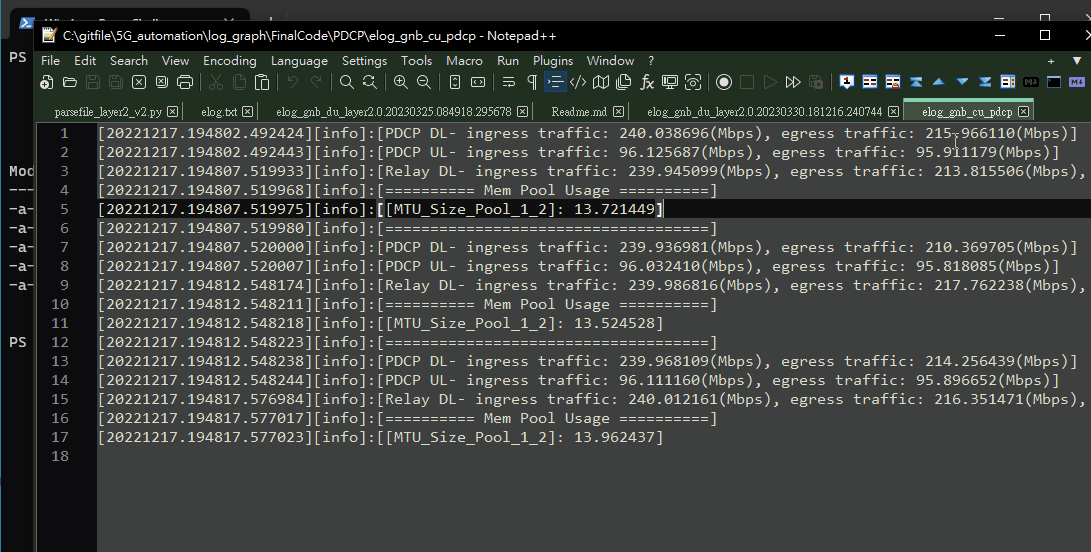 C:\gitfile\5G_automation\log_graph\FinalCode\PDCP\elog_gnb_cu_pdcp - Notepad++
File Edit Search View Encoding Language Settings Tools Macro Run Plugins Window ?
parsefile_layer2_v2.py elog.txt elog_gnb_du_layer2.0.20230325.084918.295678 Readme.md elog_gnb_du_layer2.0.20230330.181216.240744 elog_gnb_cu_pdcp
PS
Mod
----
-a-
-a-
-a-
-a-
-a-
PS
1 [20221217.194802.492424][info]:[PDCP DL- ingress traffic: 240.038696(Mbps), egress traffic: 215.966110(Mbps)]
2 [20221217.194802.492443][info]:[PDCP UL- ingress traffic: 96.125687(Mbps), egress traffic: 95.911179(Mbps)]
3 [20221217.194807.519933][info]:[Relay DL- ingress traffic: 239.945099(Mbps), egress traffic: 213.815506(Mbps),
4 [20221217.194807.519968][info]:[========== Mem Pool Usage ==========]
5 [20221217.194807.519975][info]:[[MTU_Size_Pool_1_2]: 13.721449]
6 [20221217.194807.519980][info]:[====================================]
7 [20221217.194807.520000][info]:[PDCP DL- ingress traffic: 239.936981(Mbps), egress traffic: 210.369705(Mbps)]
8 [20221217.194807.520007][info]:[PDCP UL- ingress traffic: 96.032410(Mbps), egress traffic: 95.818085(Mbps)]
9 [20221217.194812.548174][info]:[Relay DL- ingress traffic: 239.986816(Mbps), egress traffic: 217.762238(Mbps),
10 [20221217.194812.548211][info]:[========== Mem Pool Usage ==========]
11 [20221217.194812.548218][info]:[[MTU_Size_Pool_1_2]: 13.524528]
12 [20221217.194812.548223][info]:[====================================]
13 [20221217.194812.548238][info]:[PDCP DL- ingress traffic: 239.968109(Mbps), egress traffic: 214.256439(Mbps)]
14 [20221217.194812.548244][info]:[PDCP UL- ingress traffic: 96.111160(Mbps), egress traffic: 95.896652(Mbps)]
15 [20221217.194817.576984][info]:[Relay DL- ingress traffic: 240.012161(Mbps), egress traffic: 216.351471(Mbps),
16 [20221217.194817.577017][info]:[========== Mem Pool Usage ==========]
17 [20221217.194817.577023][info]:[[MTU_Size_Pool_1_2]: 13.962437]
18